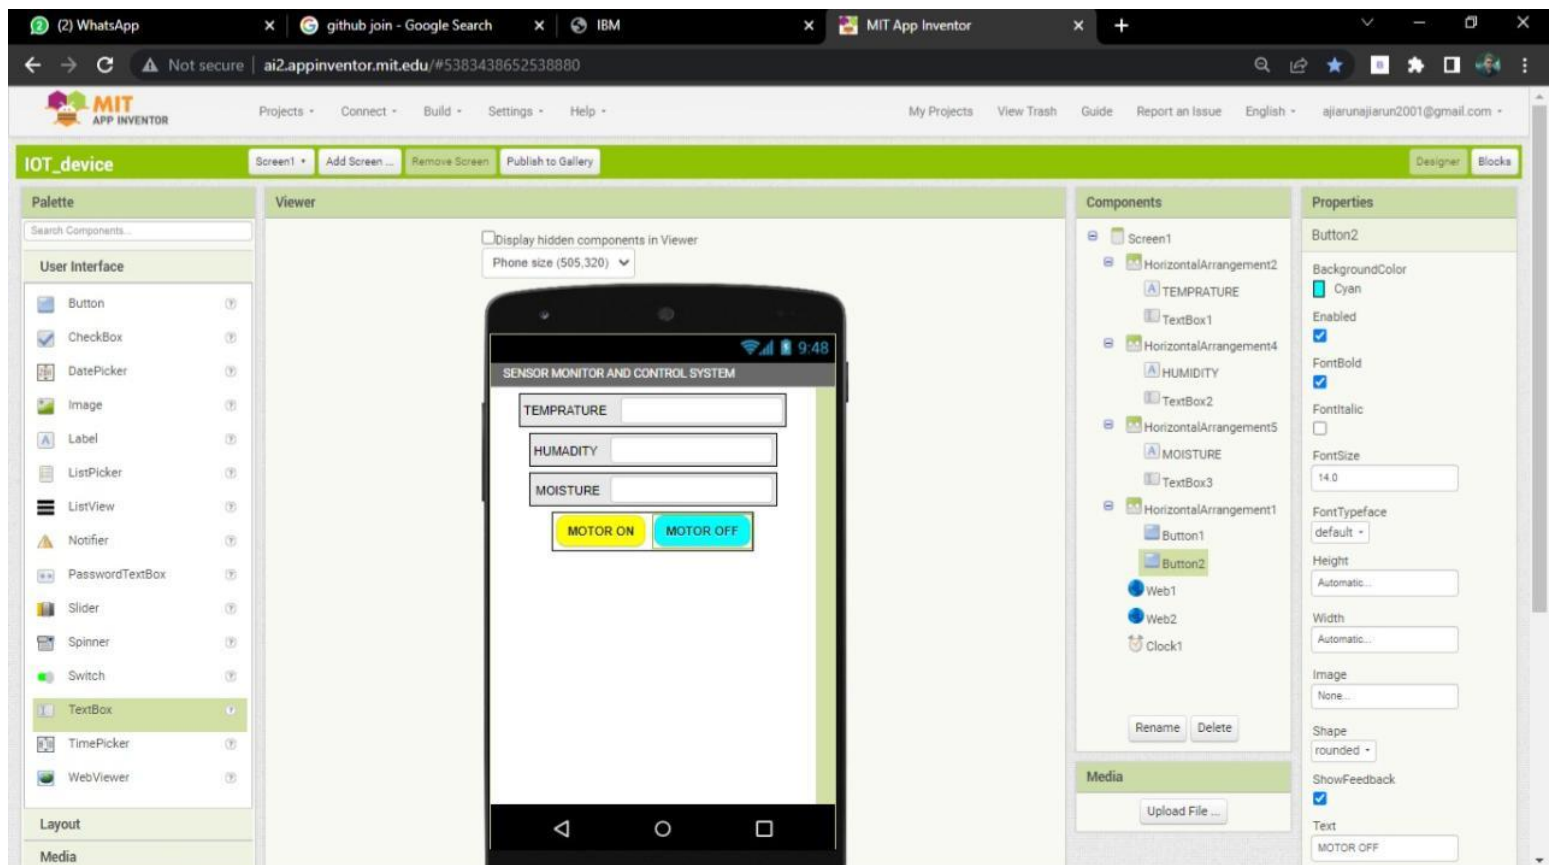 (2) WhatsApp
github join - Google Search
IBM
MIT App Inventor
Not secure | ai2.appinventor.mit.edu/#5383438652538880
MIT
APP INVENTOR
Projects
Connect
Build
Settings
Help
My Projects
View Trash
Guide
Report an Issue
English
ajiarunajiarun2001@gmail.com
IOT_device
Screen1
Add Screen ...
Remove Screen
Publish to Gallery
Designer
Blocks
Palette
Search Components...
User Interface
Button
CheckBox
DatePicker
Image
Label
ListPicker
ListView
Notifier
PasswordTextBox
Slider
Spinner
Switch
TextBox
TimePicker
WebViewer
Layout
Media
Viewer
Display hidden components in Viewer
Phone size (505,320)
9:48
SENSOR MONITOR AND CONTROL SYSTEM
TEMPRATURE
HUMADITY
MOISTURE
MOTOR ON
MOTOR OFF
Components
Screen1
HorizontalArrangement2
TEMPRATURE
TextBox1
HorizontalArrangement4
HUMIDITY
TextBox2
HorizontalArrangement5
MOISTURE
TextBox3
HorizontalArrangement1
Button1
Button2
Web1
Web2
Clock1
Rename
Delete
Media
Upload File ...
Properties
Button2
BackgroundColor
Cyan
Enabled
FontBold
FontItalic
FontSize
14.0
FontTypeface
default
Height
Automatic...
Width
Automatic...
Image
None...
Shape
rounded
ShowFeedback
Text
MOTOR OFF